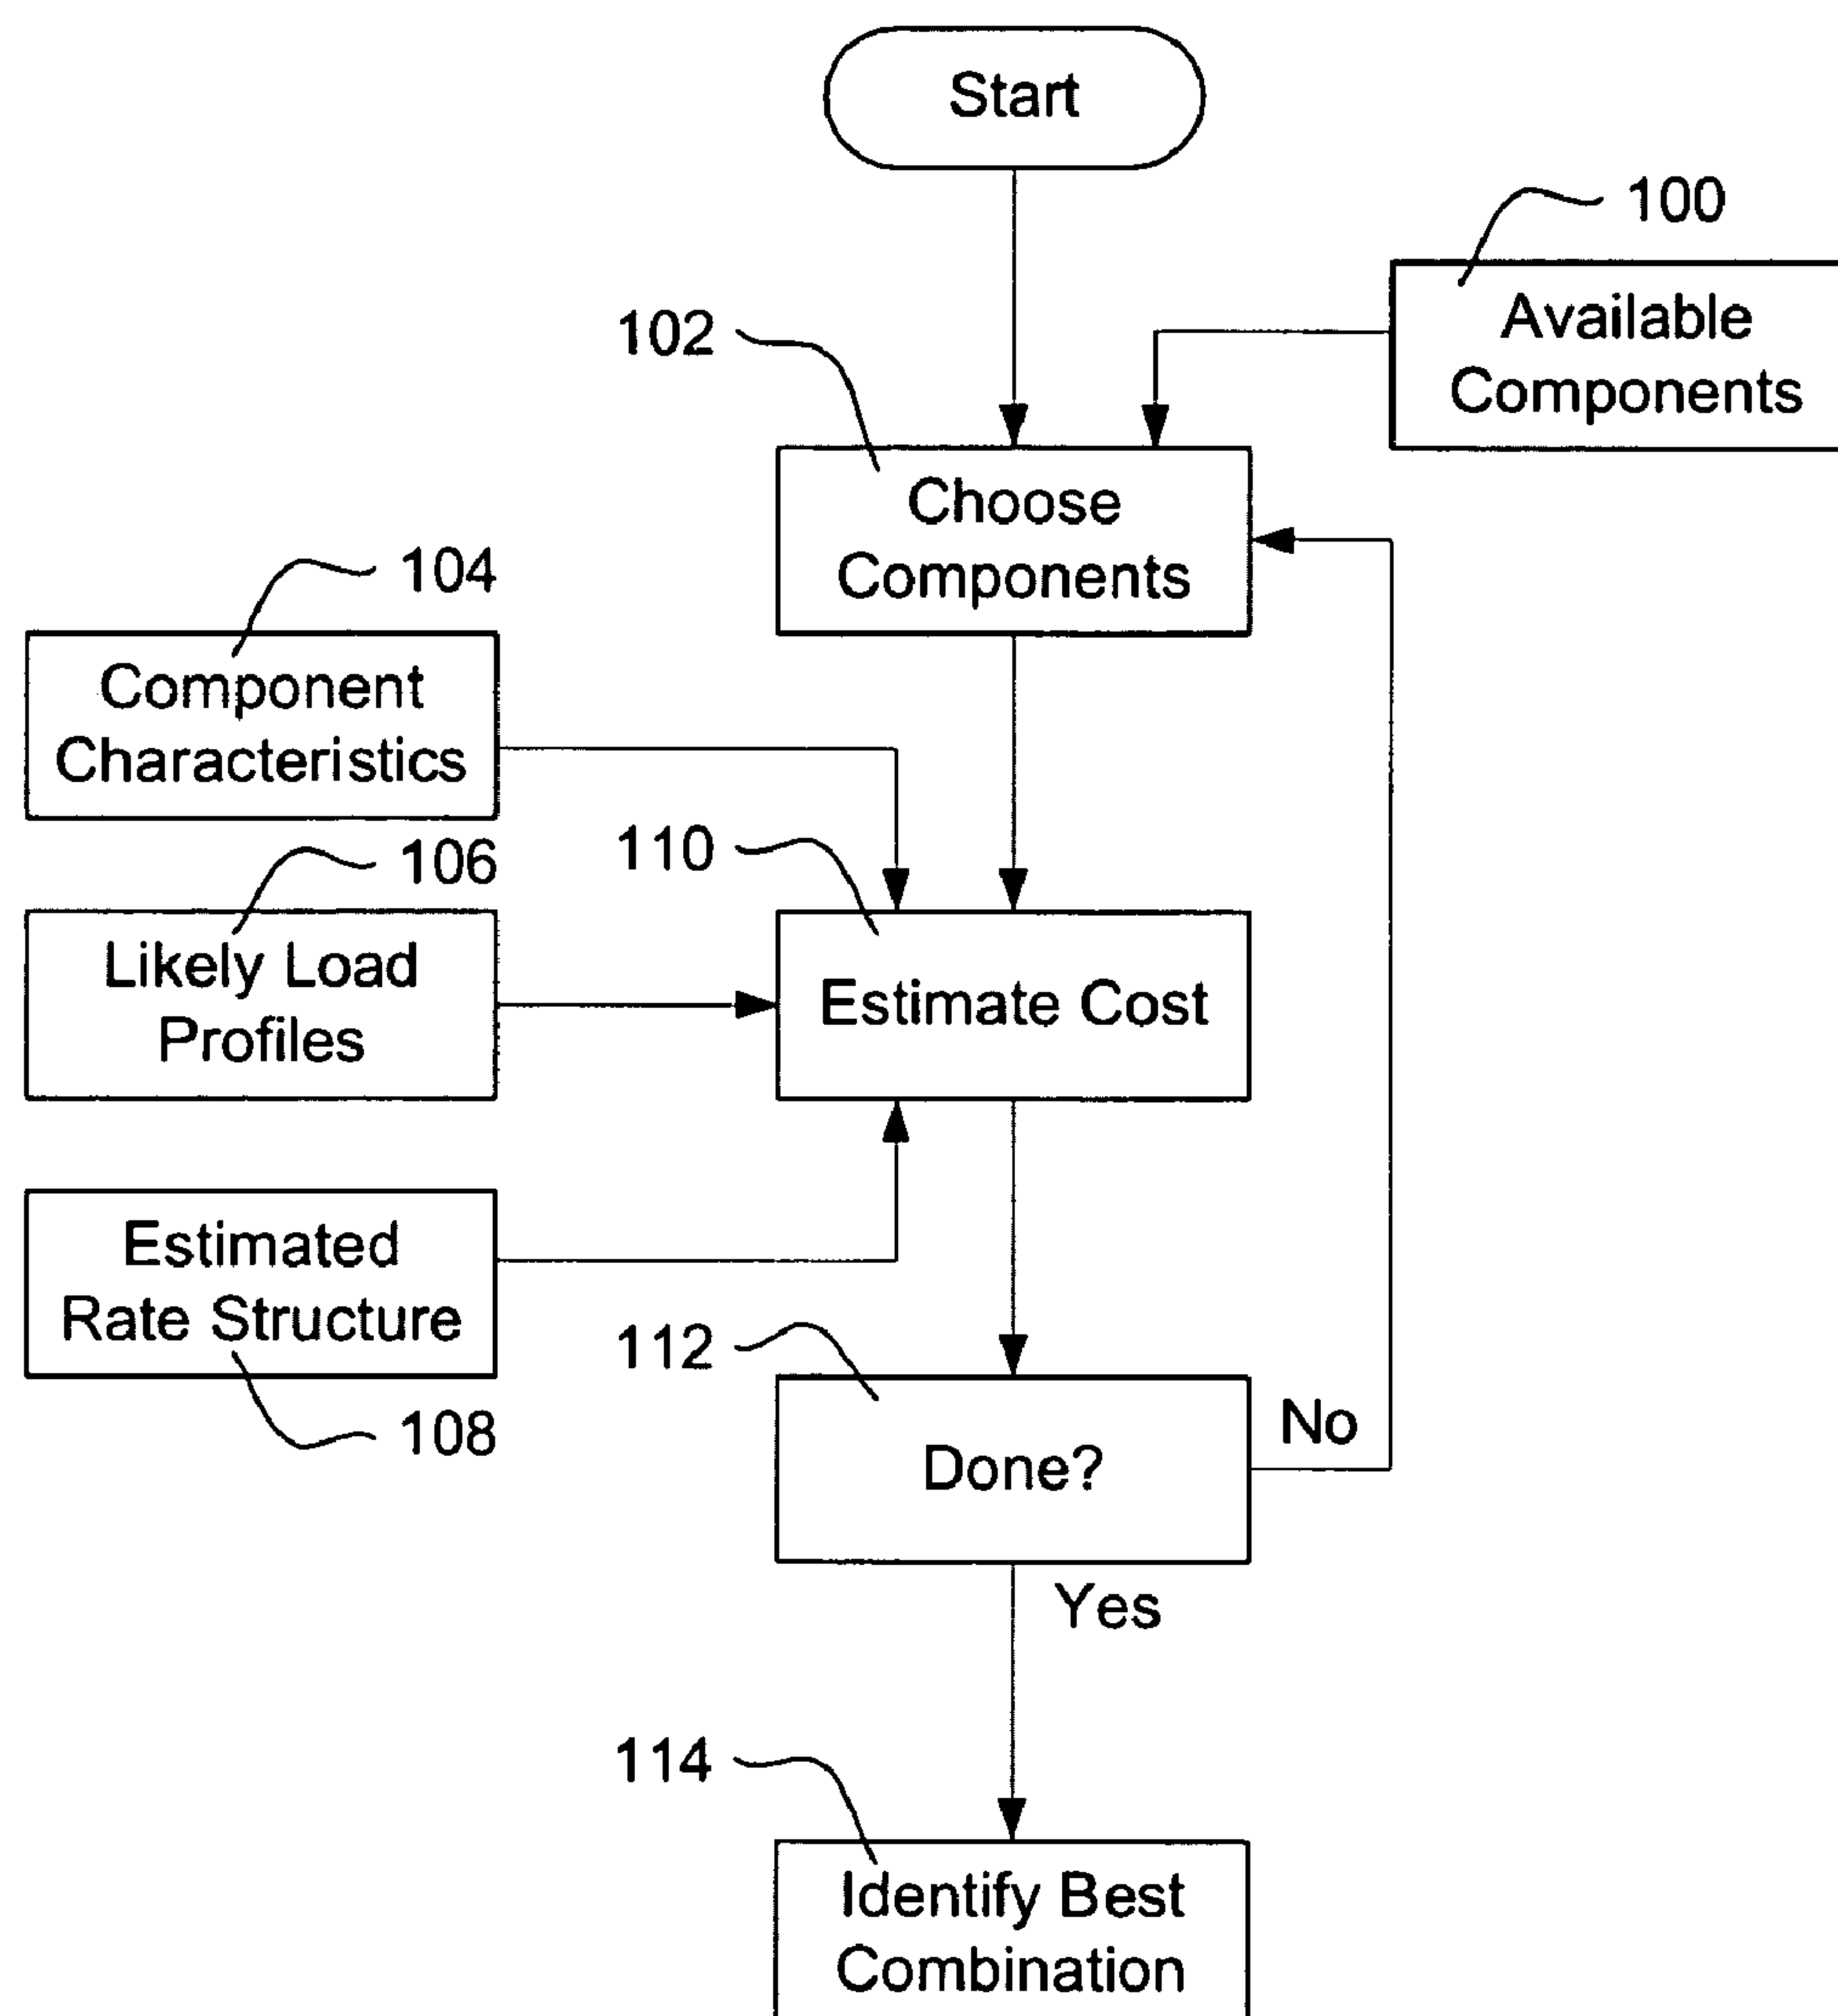 Start
100
Available
Components
102
Choose
Components
104
Component
Characteristics
106
110
Likely Load
Profiles
Estimate Cost
Estimated
Rate Structure
108
112
Done?
No
Yes
114
Identify Best
Combination